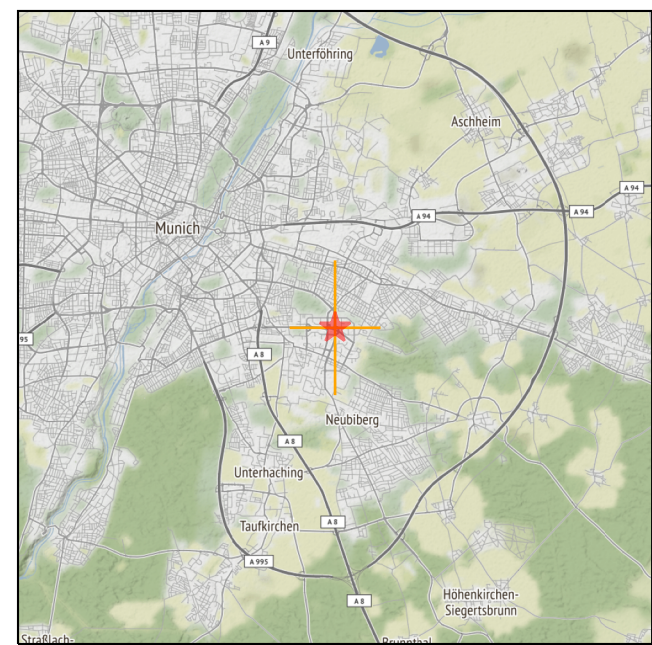 A 9
Unterföhring
Aschheim
A 94
A 94
A 94
Munich
95
A 8
Neubiberg
A 8
Unterhaching
A 8
Taufkirchen
A 995
A 8
Höhenkirchen-
Siegertsbrunn
Straßlach-
Brunnthal